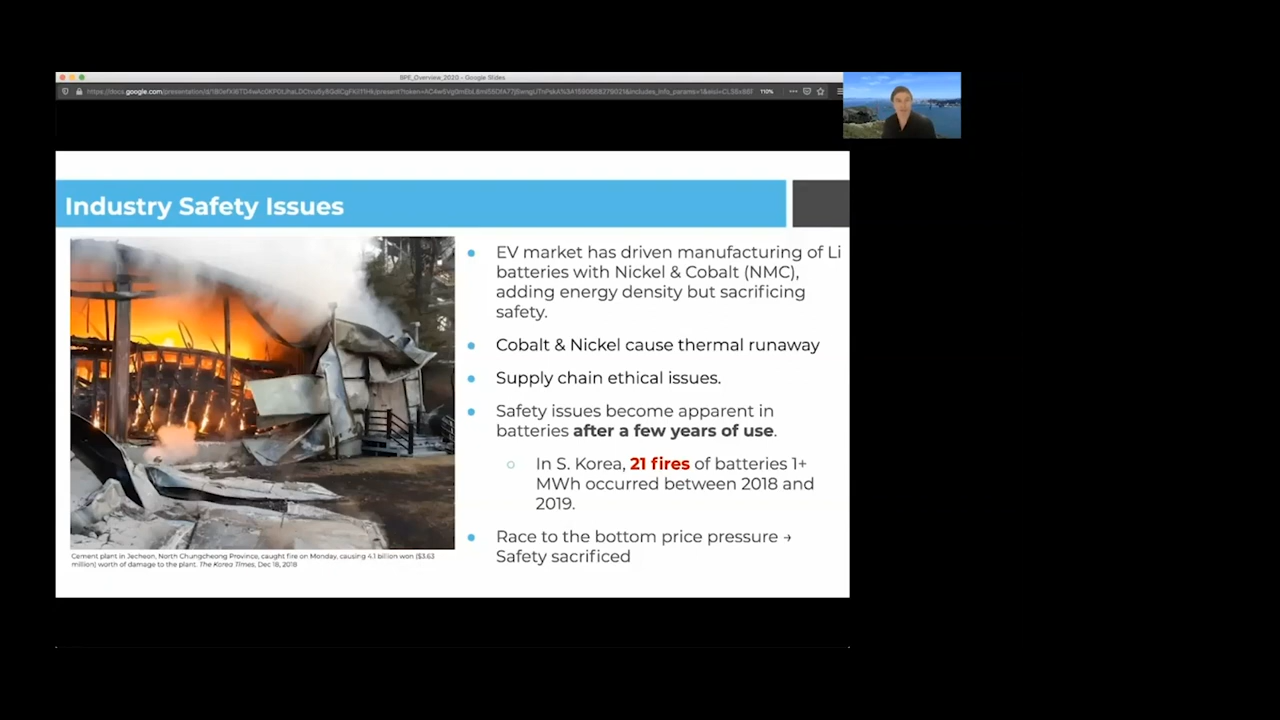 BPE_Overview_2020 - Google Slides
110%
Industry Safety Issues
EV market has driven manufacturing of Li
batteries with Nickel & Cobalt (NMC),
adding energy density but sacrificing
safety.
Cobalt & Nickel cause thermal runaway
Supply chain ethical issues.
Safety issues become apparent in
batteries after a few years of use.
In S. Korea, 21 fires of batteries 1+
MWh occurred between 2018 and
2019.
Race to the bottom price pressure →
Safety sacrificed
Cement plant in Jecheon, North Chungcheong Province, caught fire on Monday, causing 4.1 billion won ($3.63
million) worth of damage to the plant. The Korea Times, Dec 18, 2018